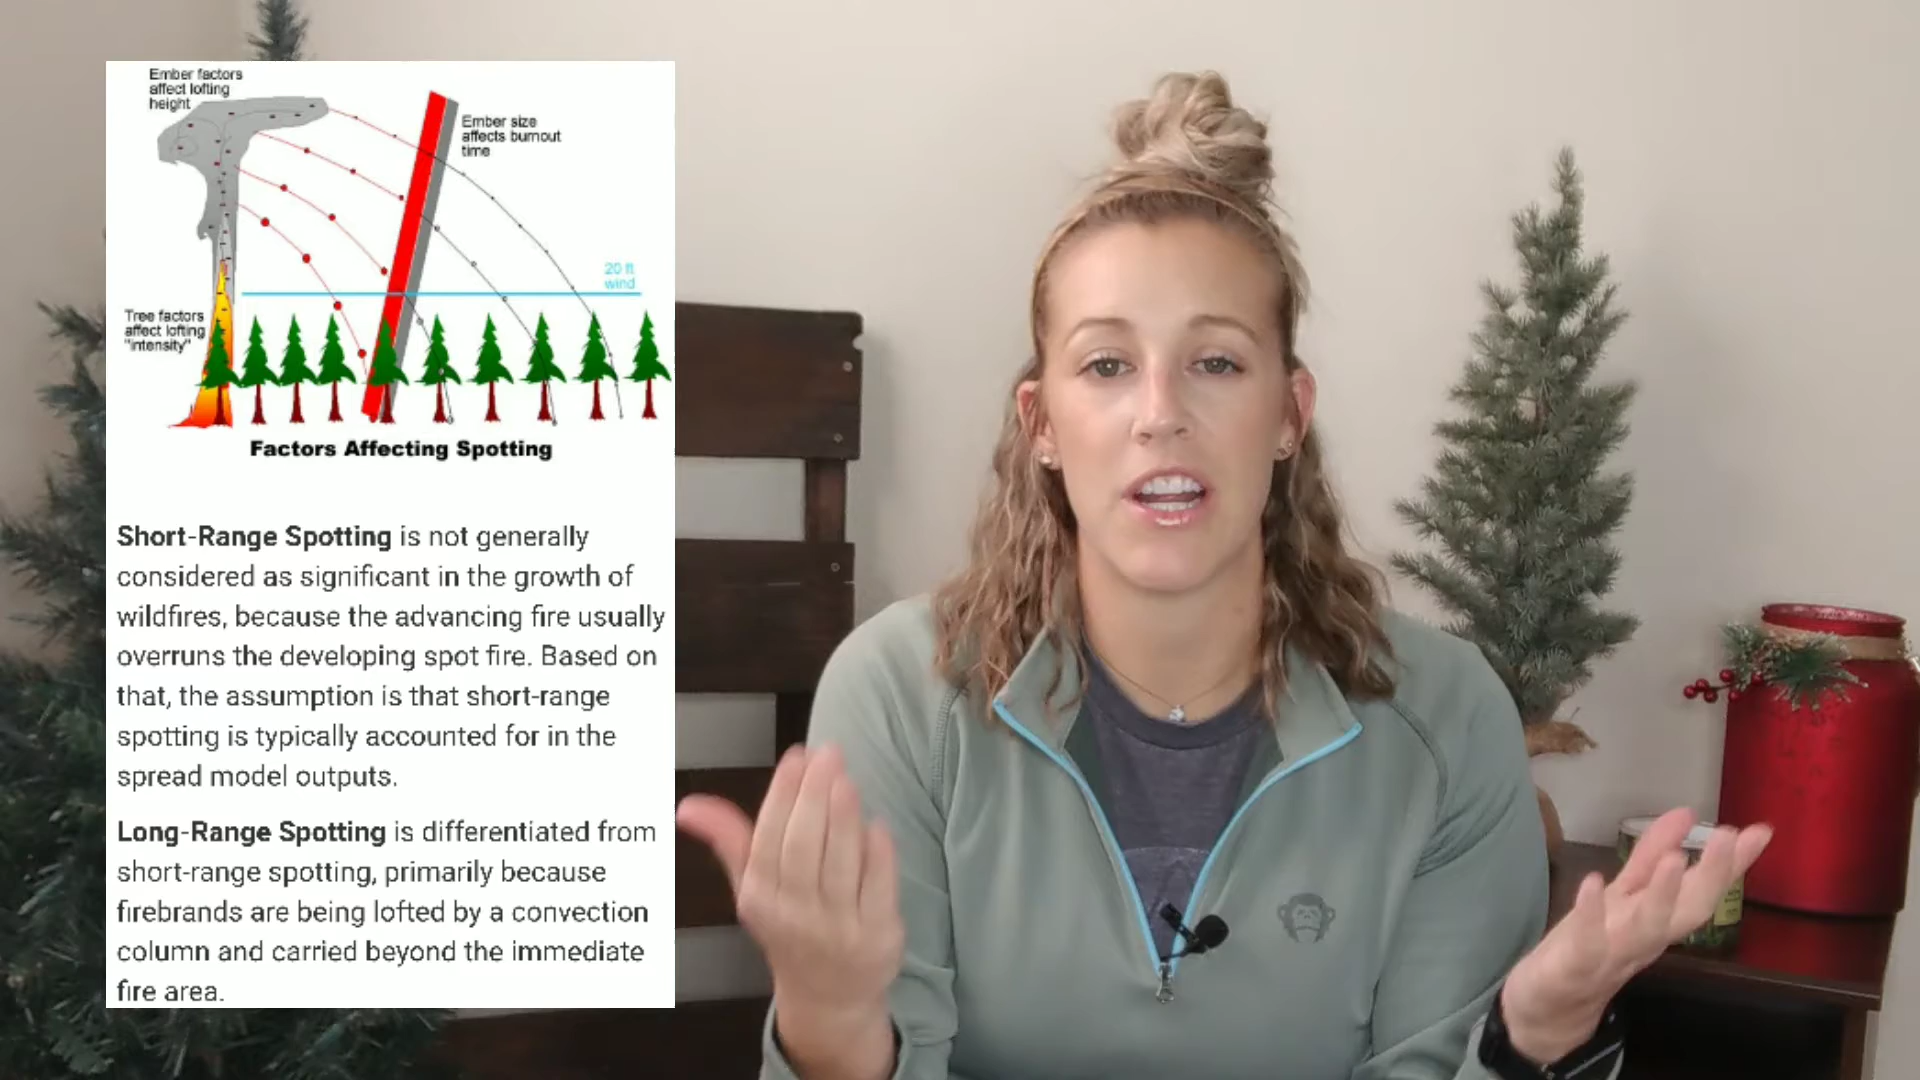 Ember factors
affect lofting
height
Ember size
affects burnout
time
20 ft
wind
Tree factors
affect lofting
"intensity"
Factors Affecting Spotting
Short-Range Spotting is not generally
considered as significant in the growth of
wildfires, because the advancing fire usually
overruns the developing spot fire. Based on
that, the assumption is that short-range
spotting is typically accounted for in the
spread model outputs.
Long-Range Spotting is differentiated from
short-range spotting, primarily because
firebrands are being lofted by a convection
column and carried beyond the immediate
fire area.